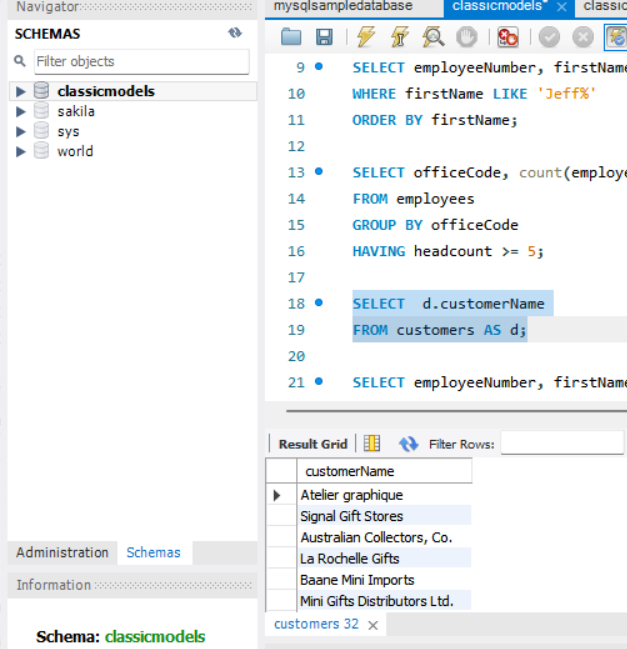 Navigator
SCHEMAS
Filter objects
classicmodels
sakila
sys
world
Administration Schemas
Information
Schema: classicmodels
mysqlsampledatabase classicmodels* × classic
9 SELECT employeeNumber, firstName
10 WHERE firstName LIKE 'Jeff%'
11 ORDER BY firstName;
12
13 SELECT officeCode, count(employe
14 FROM employees
15 GROUP BY officeCode
16 HAVING headcount >= 5;
17
18 SELECT d.customerName
19 FROM customers AS d;
20
21 SELECT employeeNumber, firstName
Result Grid Filter Rows:
customerName
Atelier graphique
Signal Gift Stores
Australian Collectors, Co.
La Rochelle Gifts
Baane Mini Imports
Mini Gifts Distributors Ltd.
customers 32 ×